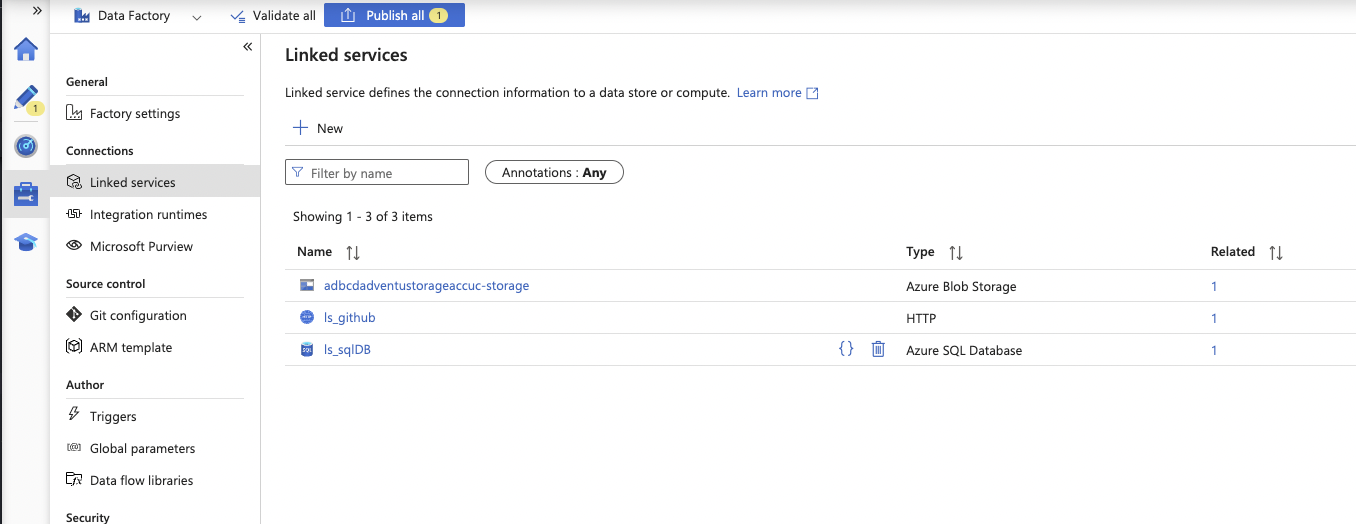 Data Factory
Validate all
Publish all 1
Linked services
General
Linked service defines the connection information to a data store or compute. Learn more
1
Factory settings
New
Connections
Linked services
Filter by name
Annotations : Any
Integration runtimes
Showing 1 - 3 of 3 items
Microsoft Purview
Name Type Related
Source control
adbcdadventustorageaccuc-storage Azure Blob Storage 1
Git configuration
ls_github HTTP 1
ARM template
ls_sqlDB {} Azure SQL Database 1
Author
Triggers
Global parameters
Data flow libraries
Security